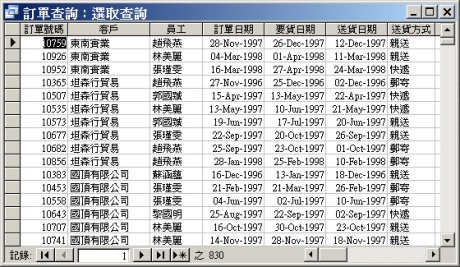 訂單查詢：選取查詢
訂單號碼 客戶 員工 訂單日期 要貨日期 送貨日期 送貨方式
10759 東南實業 趙飛燕 28-Nov-1997 26-Dec-1997 12-Dec-1997 親送
10926 東南實業 林美麗 04-Mar-1998 01-Apr-1998 11-Mar-1998 親送
10952 東南實業 張瑾雯 16-Mar-1998 27-Apr-1998 24-Mar-1998 快遞
10365 坦森行貿易 趙飛燕 27-Nov-1996 25-Dec-1996 02-Dec-1996 郵寄
10507 坦森行貿易 郭國臹 15-Apr-1997 13-May-1997 22-Apr-1997 快遞
10535 坦森行貿易 林美麗 13-May-1997 10-Jun-1997 21-May-1997 快遞
10573 坦森行貿易 郭國臹 19-Jun-1997 17-Jul-1997 20-Jun-1997 親送
10677 坦森行貿易 張瑾雯 22-Sep-1997 20-Oct-1997 26-Sep-1997 親送
10682 坦森行貿易 趙飛燕 25-Sep-1997 23-Oct-1997 01-Oct-1997 郵寄
10856 坦森行貿易 趙飛燕 28-Jan-1998 25-Feb-1998 10-Feb-1998 郵寄
10383 國頂有限公司 蘇涵蘊 16-Dec-1996 13-Jan-1997 18-Dec-1996 親送
10453 國頂有限公司 張瑾雯 21-Feb-1997 21-Mar-1997 26-Feb-1997 郵寄
10558 國頂有限公司 張瑾雯 04-Jun-1997 02-Jul-1997 10-Jun-1997 郵寄
10643 國頂有限公司 黎國明 25-Aug-1997 22-Sep-1997 02-Sep-1997 快遞
10707 國頂有限公司 林美麗 16-Oct-1997 30-Oct-1997 23-Oct-1997 親送
10741 國頂有限公司 林美麗 14-Nov-1997 28-Nov-1997 18-Nov-1997 親送
記錄: 1 之 830